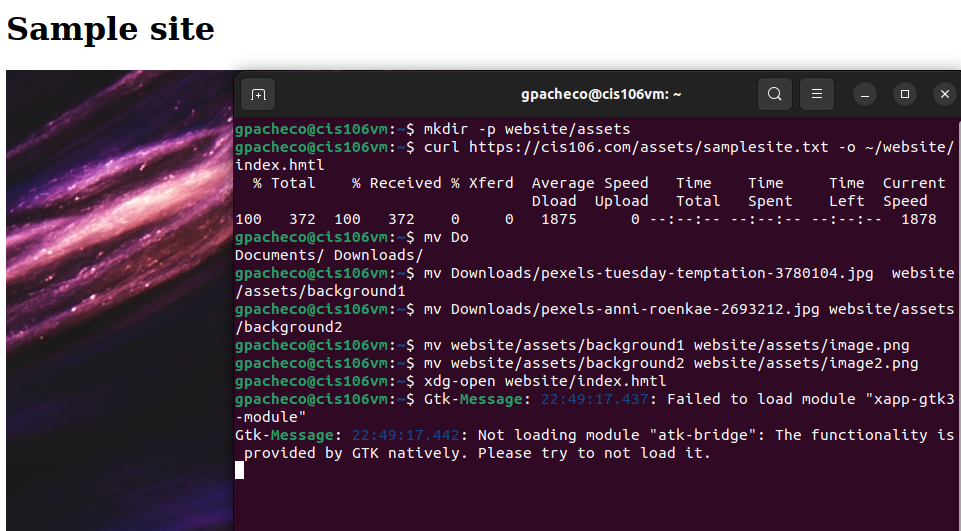 Sample site
gpacheco@cis106vm: ~
gpacheco@cis106vm:~$ mkdir -p website/assets
gpacheco@cis106vm:~$ curl https://cis106.com/assets/samplesite.txt -o ~/website/
index.hmtl
  % Total    % Received % Xferd  Average Speed   Time    Time     Time  Current
                                 Dload  Upload   Total   Spent    Left  Speed
100   372  100   372    0     0   1875      0 --:--:-- --:--:-- --:--:--  1878
gpacheco@cis106vm:~$ mv Do
Documents/ Downloads/
gpacheco@cis106vm:~$ mv Downloads/pexels-tuesday-temptation-3780104.jpg  website
/assets/background1
gpacheco@cis106vm:~$ mv Downloads/pexels-anni-roenkae-2693212.jpg website/assets
/background2
gpacheco@cis106vm:~$ mv website/assets/background1 website/assets/image.png
gpacheco@cis106vm:~$ mv website/assets/background2 website/assets/image2.png
gpacheco@cis106vm:~$ xdg-open website/index.hmtl
gpacheco@cis106vm:~$ Gtk-Message: 22:49:17.437: Failed to load module "xapp-gtk3
-module"
Gtk-Message: 22:49:17.442: Not loading module "atk-bridge": The functionality is
 provided by GTK natively. Please try to not load it.